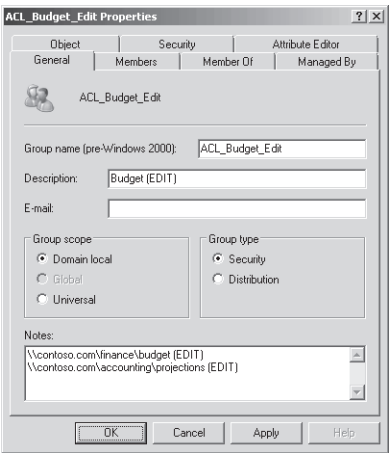 ACL_Budget_Edit Properties
Object Security Attribute Editor
General Members Member Of Managed By
ACL_Budget_Edit
Group name (pre-Windows 2000): ACL_Budget_Edit
Description: Budget (EDIT)
E-mail:
Group scope Group type
Domain local Security
Global Distribution
Universal
Notes:
\\contoso.com\finance\budget (EDIT)
\\contoso.com\accounting\projections (EDIT)
OK Cancel Apply Help